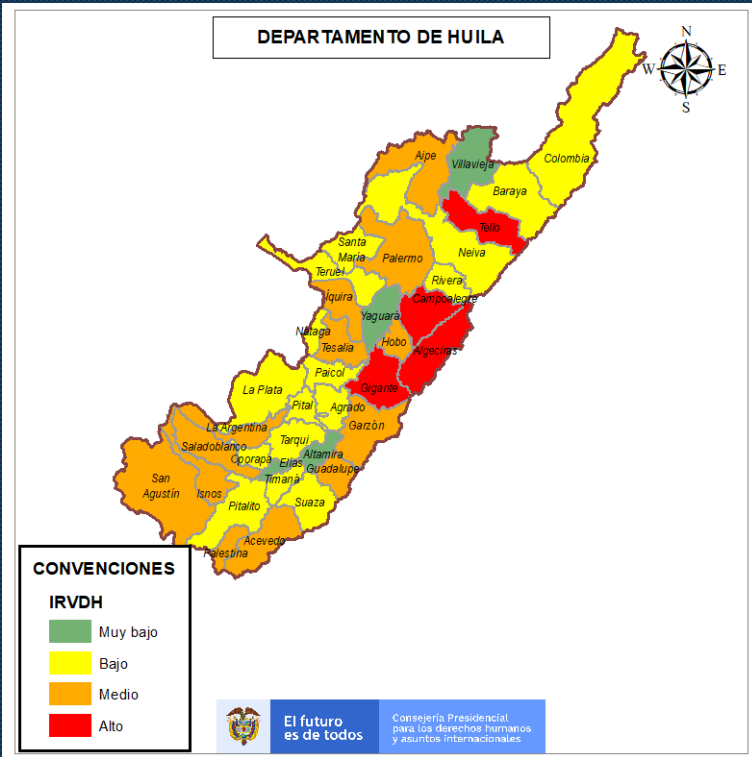 DEPARTAMENTO DE HUILA
N
W
E
S
Aipe
Villavieja
Colombia
Baraya
Tello
Santa
María
Palermo
Neiva
Teruel
Rivera
Íquira
Campoalegre
Yaguará
Nátaga
Hobo
Tesalia
Algeciras
Paicol
La Plata
Gigante
Pital
Agrado
Garzón
La Argentina
Tarqui
Saladoblanco
Altamira
Oporapa
Elías
Guadalupe
San
Agustín
Timaná
Isnos
Suaza
Pitalito
Acevedo
Palestina
CONVENCIONES
IRVDH
Muy bajo
Bajo
Medio
Alto
El futuro
es de todos
Consejería Presidencial
para los derechos humanos
y asuntos internacionales